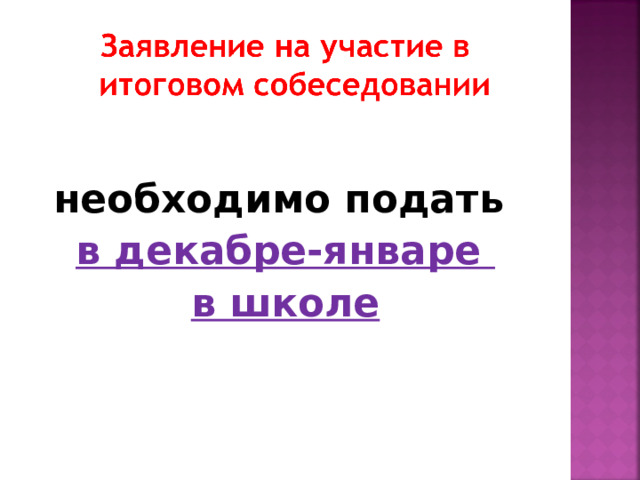 Заявление на участие в
итоговом собеседовании
необходимо подать
в декабре-январе
в школе